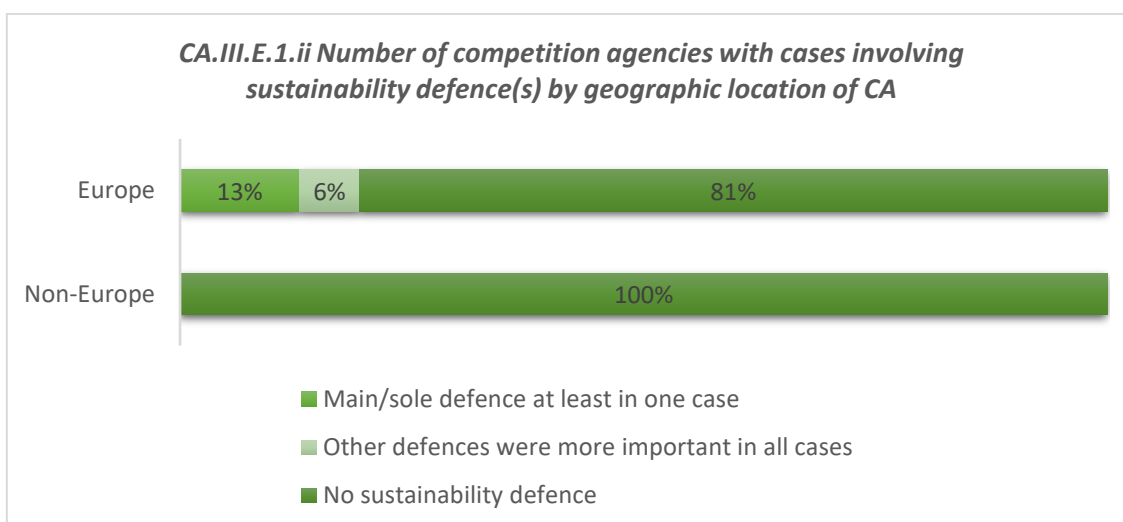 CA.III.E.1.ii Number of competition agencies with cases involving
sustainability defence(s) by geographic location of CA
Europe
13%
6%
81%
Non-Europe
100%
Main/sole defence at least in one case
Other defences were more important in all cases
No sustainability defence